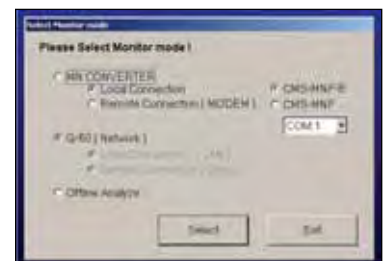 Select Monitor mode
Please Select Monitor mode !
MN CONVERTER
Local Connection
Remote Connection ( MODEM )
CMS-MNF-B
CMS-MNF
COM 1
( Network )
Offline Analyze
Select
Exit